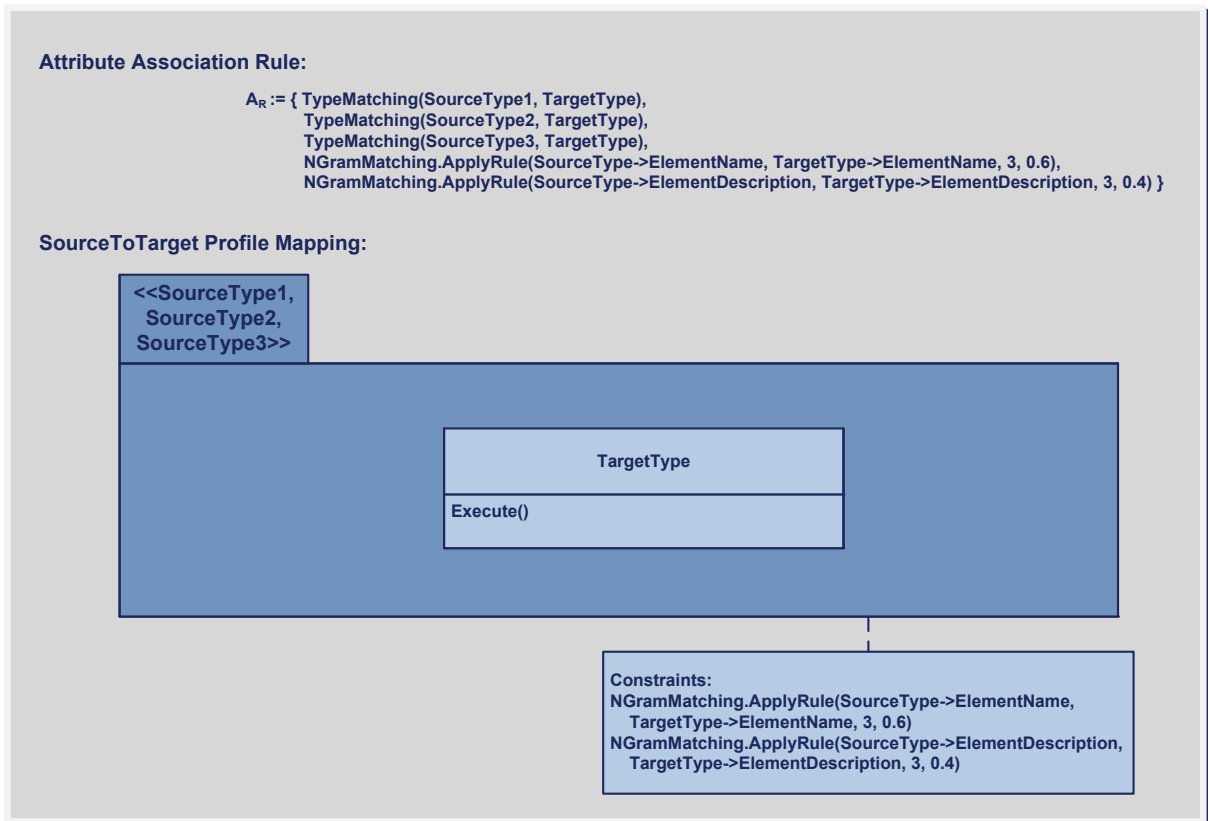 Attribute Association Rule:
AR := { TypeMatching(SourceType1, TargetType),
TypeMatching(SourceType2, TargetType),
TypeMatching(SourceType3, TargetType),
NGramMatching.ApplyRule(SourceType->ElementName, TargetType->ElementName, 3, 0.6),
NGramMatching.ApplyRule(SourceType->ElementDescription, TargetType->ElementDescription, 3, 0.4) }
SourceToTarget Profile Mapping:
<<SourceType1,
SourceType2,
SourceType3>>
TargetType
Execute()
Constraints:
NGramMatching.ApplyRule(SourceType->ElementName,
TargetType->ElementName, 3, 0.6)
NGramMatching.ApplyRule(SourceType->ElementDescription,
TargetType->ElementDescription, 3, 0.4)